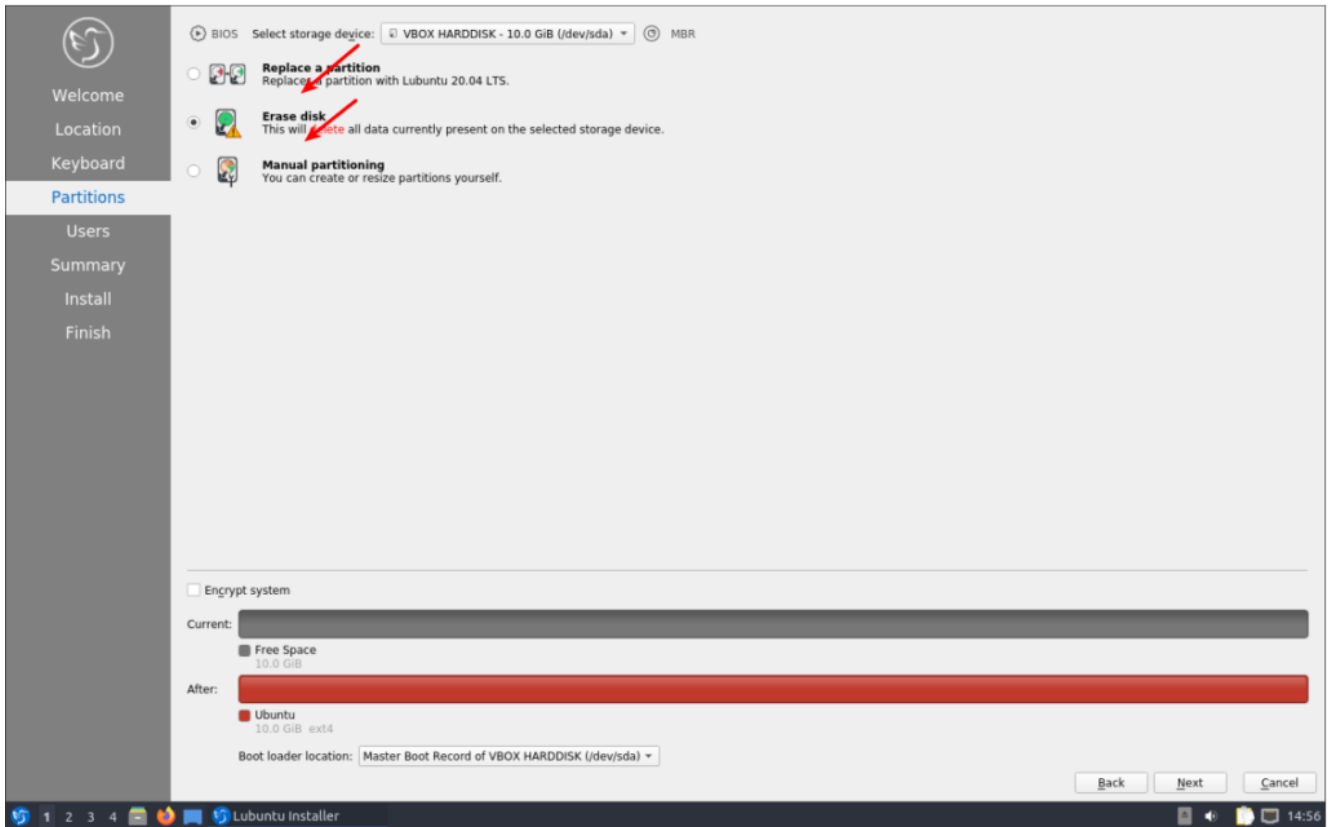 BIOS Select storage device: VBOX HARDDISK - 10.0 GiB (/dev/sda) MBR
Replace a partition
Replaces a partition with Lubuntu 20.04 LTS.
Erase disk
This will delete all data currently present on the selected storage device.
Manual partitioning
You can create or resize partitions yourself.
Welcome
Location
Keyboard
Partitions
Users
Summary
Install
Finish
Encrypt system
Current:
Free Space
10.0 GiB
After:
Ubuntu
10.0 GiB ext4
Boot loader location: Master Boot Record of VBOX HARDDISK (/dev/sda)
Back Next Cancel
1 2 3 4 Lubuntu Installer 14:56